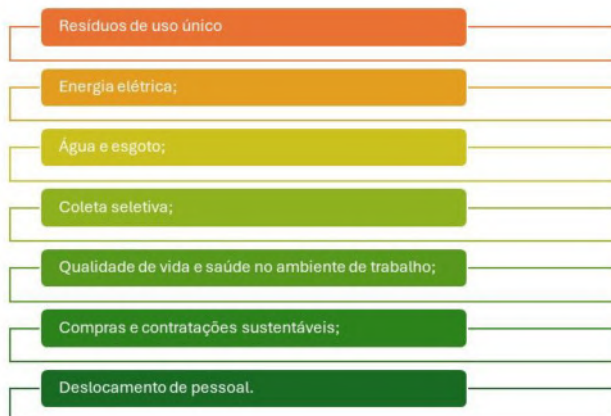 Resíduos de uso único
Energia elétrica;
Água e esgoto;
Coleta seletiva;
Qualidade de vida e saúde no ambiente de trabalho;
Compras e contratações sustentáveis;
Deslocamento de pessoal.